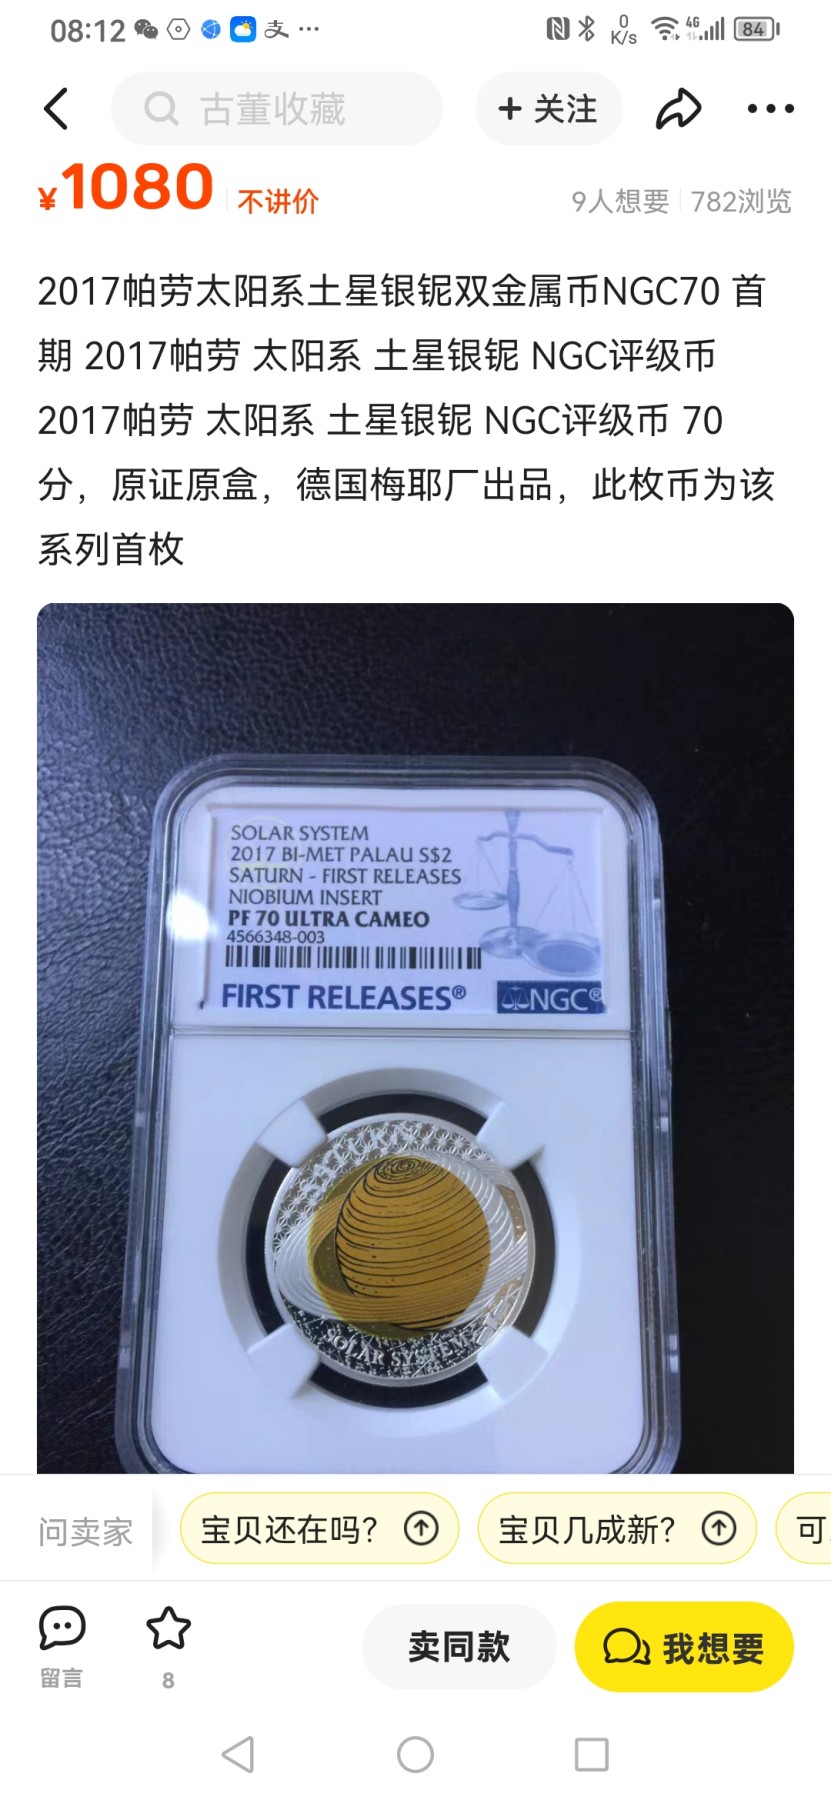 08:12
支
0 K/s
4G
84
古董收藏
+ 关注
¥1080 不讲价
9人想要 782浏览
2017帕劳太阳系土星银铌双金属币NGC70 首
期 2017帕劳 太阳系 土星银铌 NGC评级币
2017帕劳 太阳系 土星银铌 NGC评级币 70
分，原证原盒，德国梅耶厂出品，此枚币为该
系列首枚
SOLAR SYSTEM
2017 BI-MET PALAU S$2
SATURN - FIRST RELEASES
NIOBIUM INSERT
PF 70 ULTRA CAMEO
4566348-003
FIRST RELEASES®
NGC®
SATURN
SOLAR SYSTEM
问卖家
宝贝还在吗？
宝贝几成新？
可
留言
8
卖同款
我想要